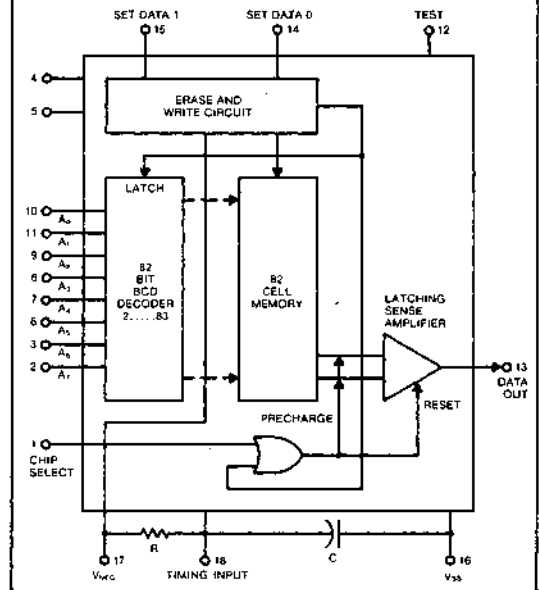 SET DATA 1
15
SET DATA 0
14
TEST
12
4
5
ERASE AND
WRITE CIRCUIT
LATCH
10
A₀
11
A₁
9
A₂
8
A₃
7
A₄
6
A₅
3
A₆
2
A₇
82
BIT
BCD
DECODER
2.....83
82
CELL
MEMORY
LATCHING
SENSE
AMPLIFIER
13
DATA
OUT
RESET
PRECHARGE
1
CHIP
SELECT
R
C
17
18
TIMING INPUT
16
VSS